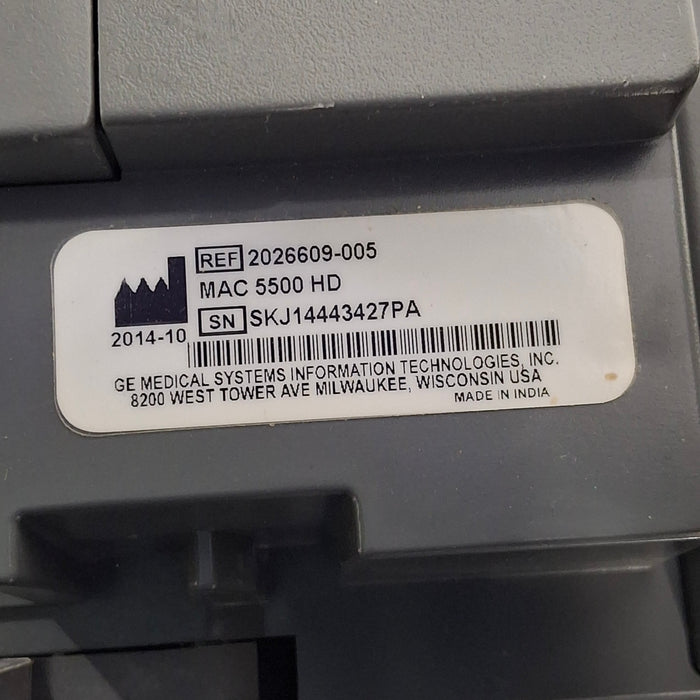 REF 2026609-005
MAC 5500 HD
SN SKJ14443427PA
2014-10
GE MEDICAL SYSTEMS INFORMATION TECHNOLOGIES, INC.
8200 WEST TOWER AVE MILWAUKEE, WISCONSIN USA
MADE IN INDIA